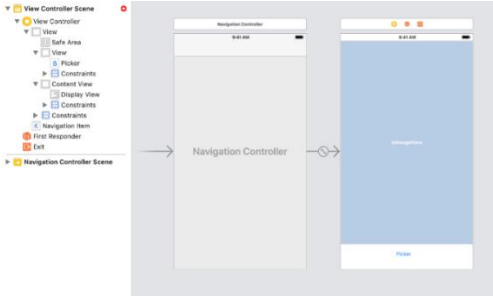 View Controller Scene
View Controller
View
Safe Area
View
B Picker
Constraints
Content View
Display View
Constraints
Constraints
Navigation Item
First Responder
Exit
Navigation Controller Scene
Navigation Controller
9:41 AM
Navigation Controller
9:41 AM
UIImageView
Picker